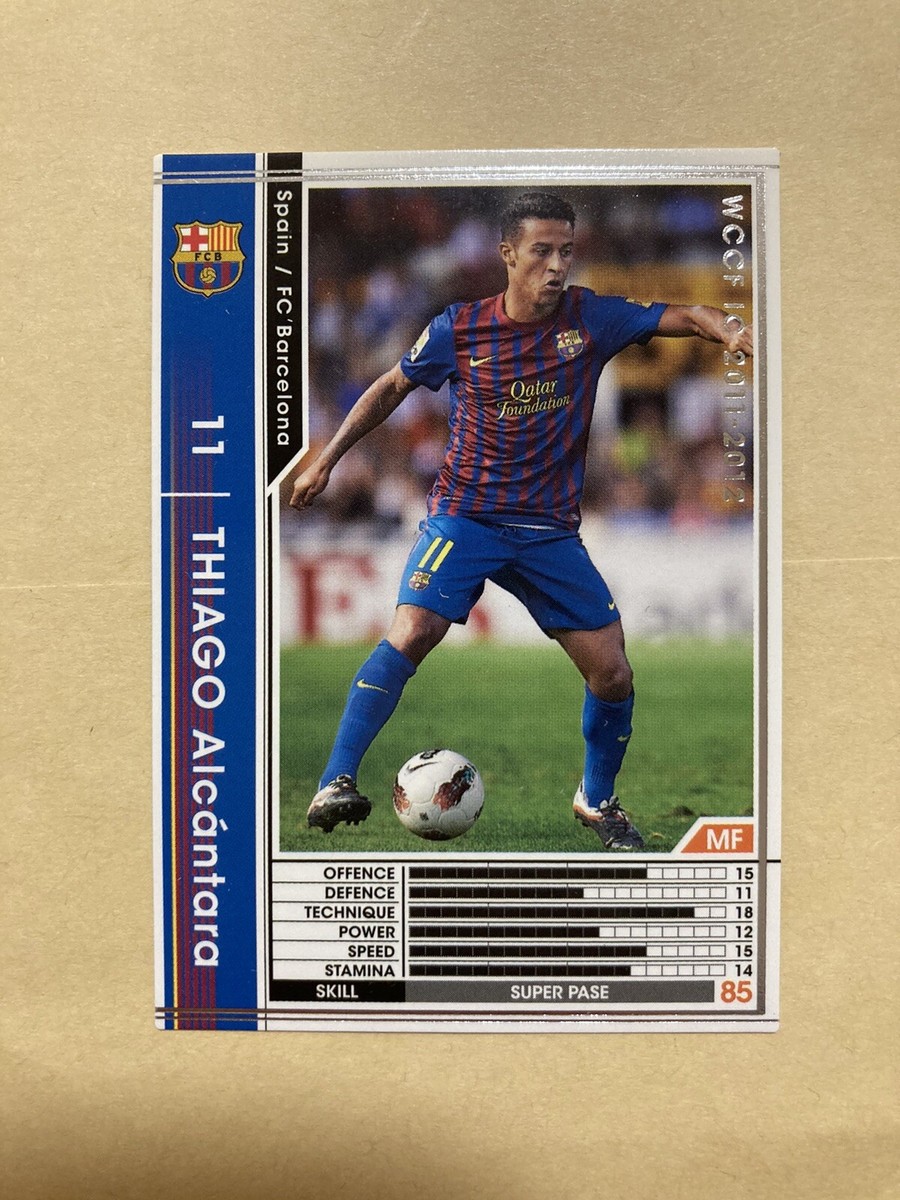 FCB
11 THIAGO Alcántara
Spain / FC Barcelona
WCCF IC 2011-2012
Qatar
Foundation
11
MF
OFFENCE 15
DEFENCE 11
TECHNIQUE 18
POWER 12
SPEED 15
STAMINA 14
SKILL SUPER PASE 85